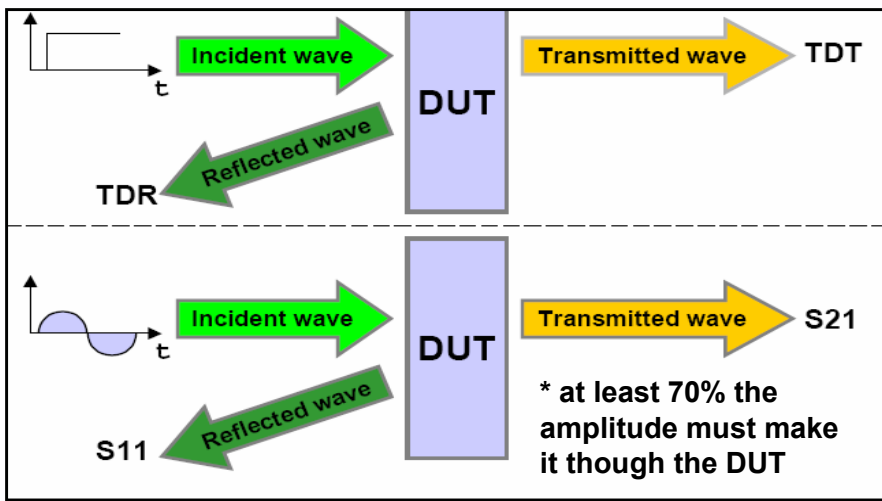 t
Incident wave
DUT
Transmitted wave
TDT
Reflected wave
TDR
t
Incident wave
DUT
Transmitted wave
S21
Reflected wave
S11
* at least 70% the
amplitude must make
it though the DUT